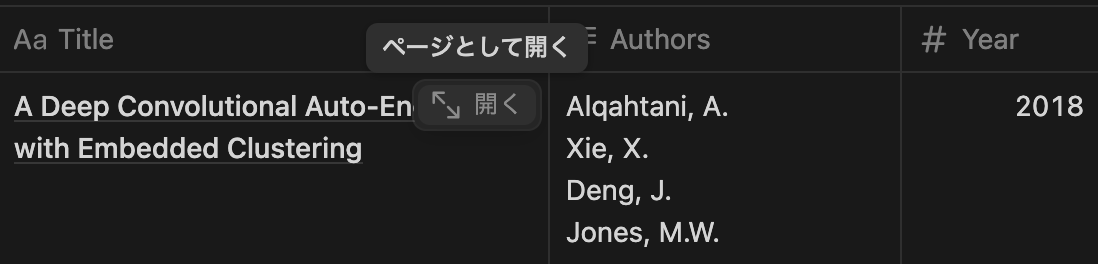 Aa Title
ページとして開く
Authors
# Year
A Deep Convolutional Auto-En
開く
with Embedded Clustering
Alqahtani, A.
Xie, X.
Deng, J.
Jones, M.W.
2018